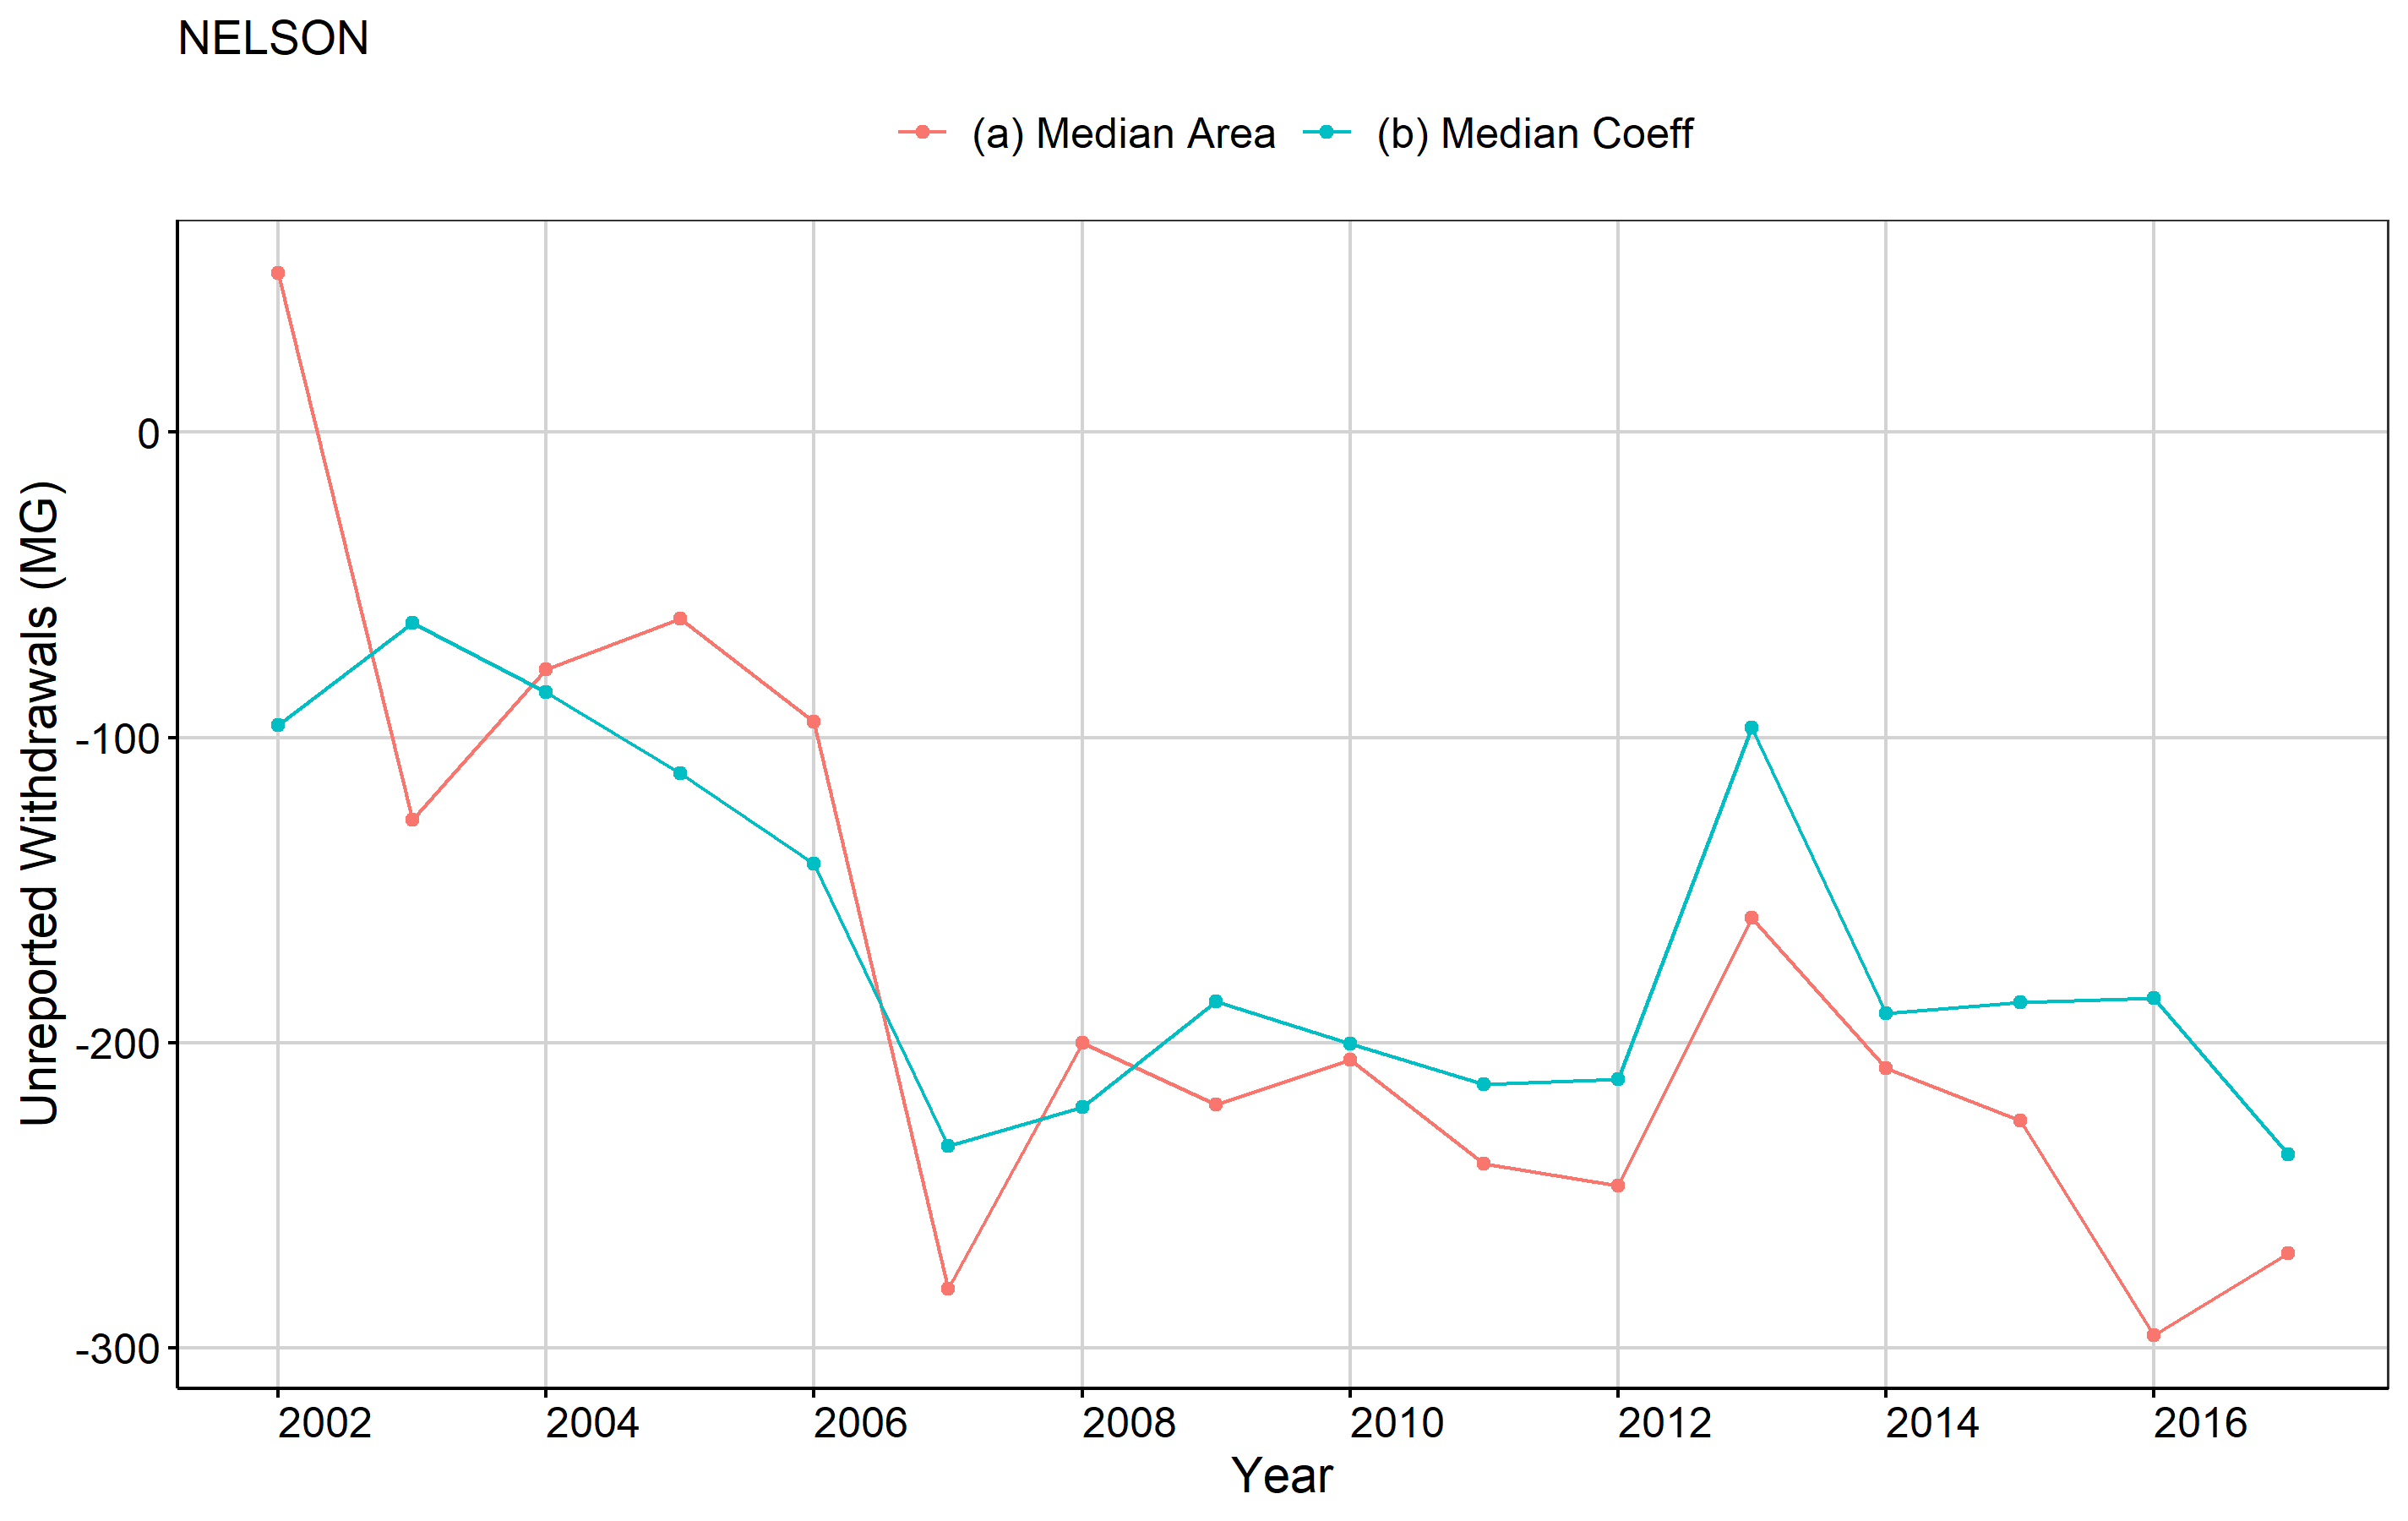 NELSON
(a) Median Area (b) Median Coeff
Unreported Withdrawals (MG)
0
-100
-200
-300
2002 2004 2006 2008 2010 2012 2014 2016
Year